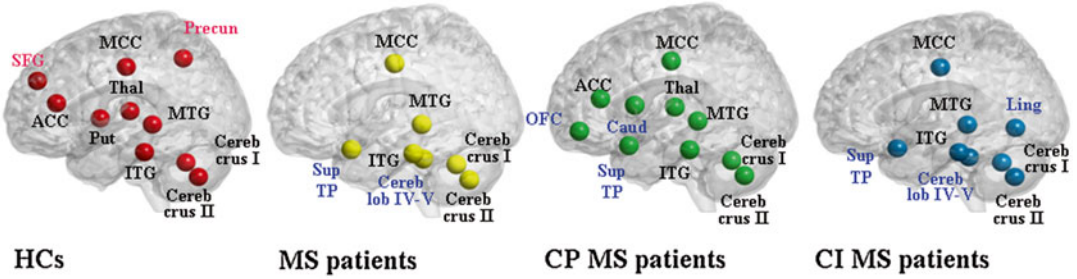 Precun
MCC
SFG
Thal
ACC
Put
MTG
ITG
Cereb
crus I
Cereb
crus II
HCs
MCC
MTG
Sup
TP
ITG
Cereb
lob IV-V
Cereb
crus I
Cereb
crus II
MS patients
MCC
ACC
Thal
OFC
Caud
MTG
Sup
TP
ITG
Cereb
crus I
Cereb
crus II
CP MS patients
MCC
MTG
Ling
Sup
TP
ITG
Cereb
lob IV-V
Cereb
crus I
Cereb
crus II
CI MS patients